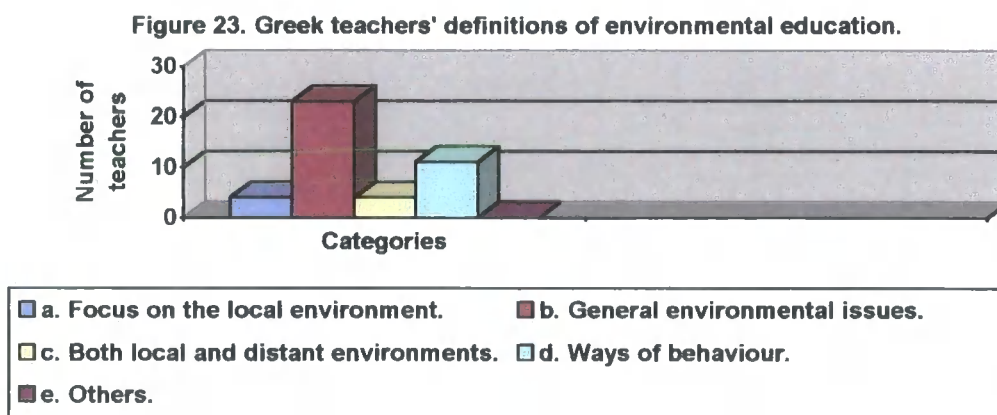 Figure 23. Greek teachers' definitions of environmental education.
30
20
10
0
Number of
teachers
Categories
a. Focus on the local environment.
b. General environmental issues.
c. Both local and distant environments.
d. Ways of behaviour.
e. Others.